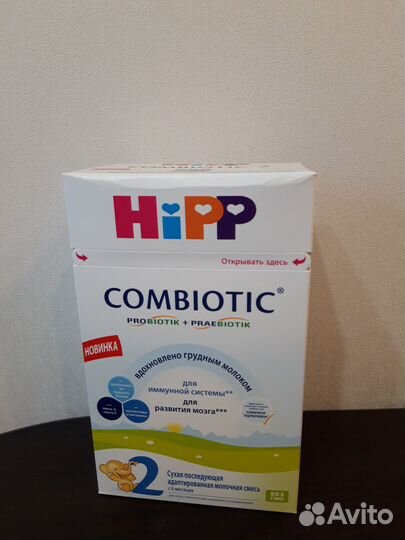 COMBIOTIC
HiPP
Открывать здесь
COMBIOTIC®
PROBIOTIK + PRAEBIOTIK
НОВИНКА
вдохновлено грудным молоком
для
иммунной системы**
для
развития мозга***
2
Сухая последующая
адаптированная молочная смесь
с 6 месяцев
БЕЗ
ГМО
Avito